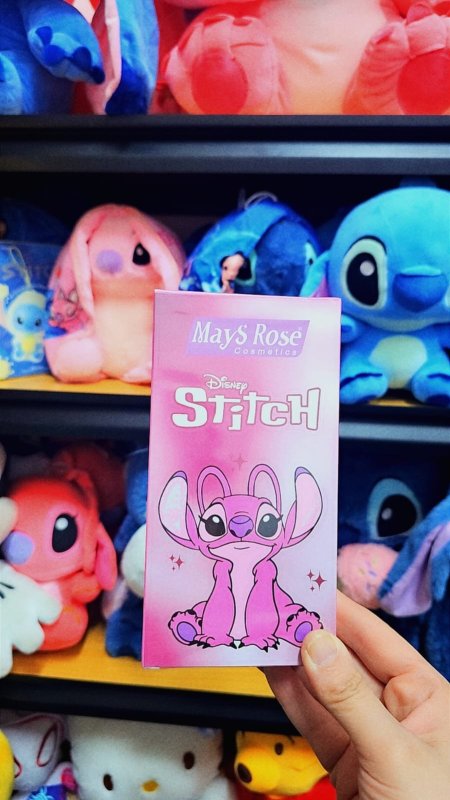 MayS Rose
Cosmetics
Disney
StitcH